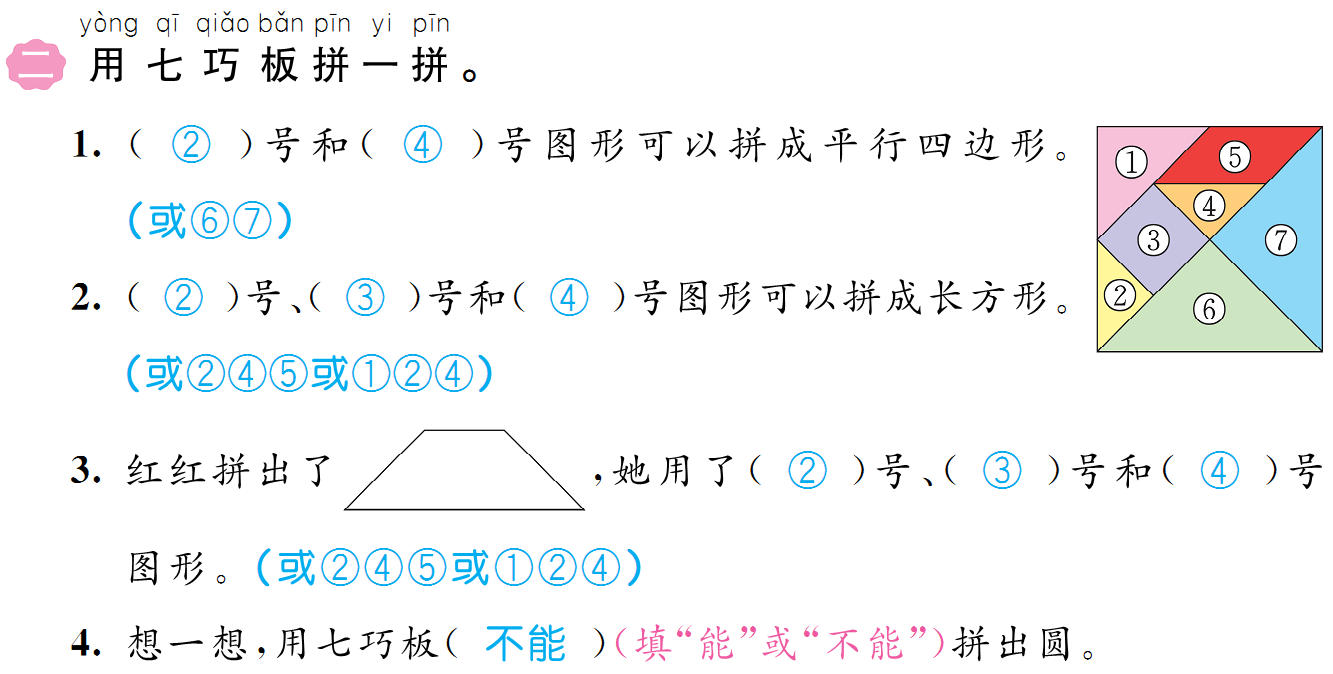 yòng qī qiǎo bǎn pīn yi pīn
二 用七巧板拼一拼。
1. ( ② )号和( ④ )号图形可以拼成平行四边形。
(或⑥⑦)
2. ( ② )号、( ③ )号和( ④ )号图形可以拼成长方形。
(或②④⑤或①②④)
3. 红红拼出了 ,她用了( ② )号、( ③ )号和( ④ )号
图形。(或②④⑤或①②④)
4. 想一想,用七巧板( 不能 )(填“能”或“不能”)拼出圆。
① ⑤
④
③ ⑦
② ⑥